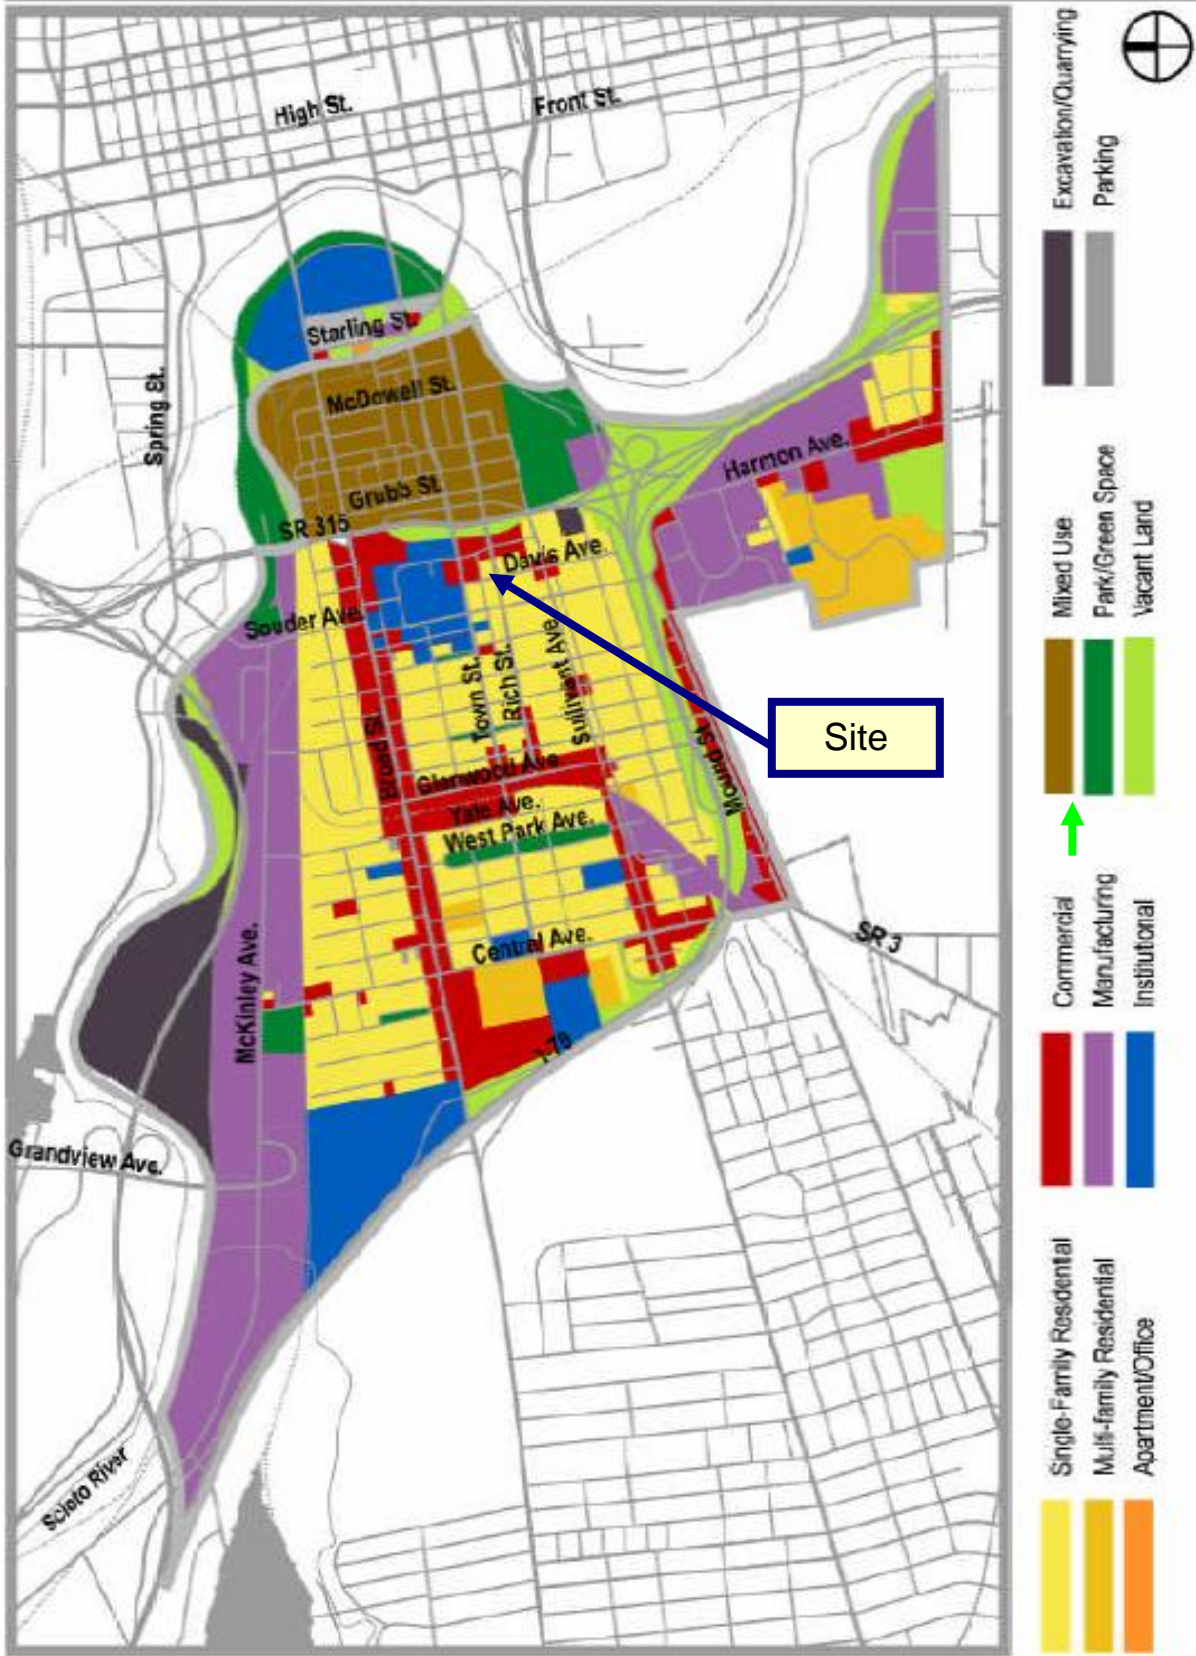 High St.
Front St.
Starling St.
McDowell St.
Spring St.
Grubb St.
SR 315
Harmon Ave.
Davis Ave.
Souder Ave.
Town St.
Rich St.
Sullivant Ave.
Broad St.
Site
Glenwood Ave.
Yale Ave.
West Park Ave.
Mound St.
Central Ave.
SR 3
McKinley Ave.
I-70
Grandview Ave.
Scioto River
Single-Family Residential
Multi-family Residential
Apartment/Office
Commercial
Manufacturing
Institutional
Mixed Use
Park/Green Space
Vacant Land
Excavation/Quarrying
Parking